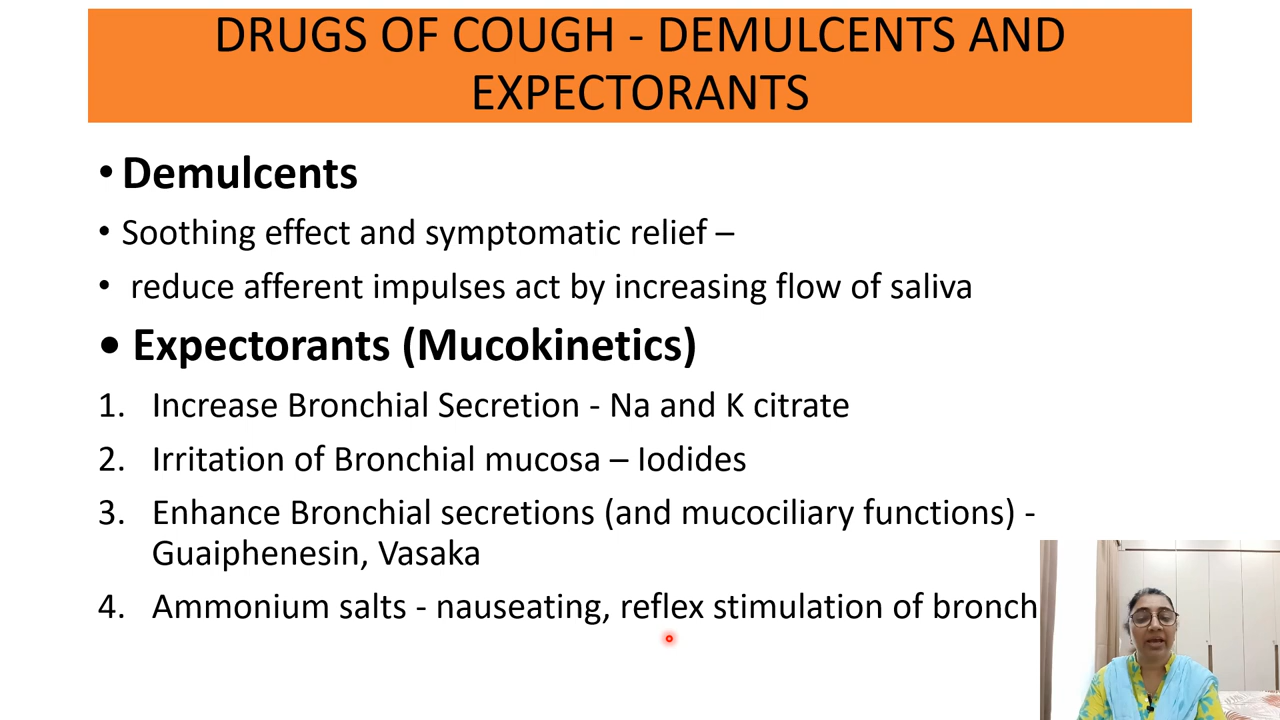 DRUGS OF COUGH - DEMULCENTS AND
EXPECTORANTS
• Demulcents
• Soothing effect and symptomatic relief –
• reduce afferent impulses act by increasing flow of saliva
• Expectorants (Mucokinetics)
1. Increase Bronchial Secretion - Na and K citrate
2. Irritation of Bronchial mucosa – Iodides
3. Enhance Bronchial secretions (and mucociliary functions) -
Guaiphenesin, Vasaka
4. Ammonium salts - nauseating, reflex stimulation of bronch